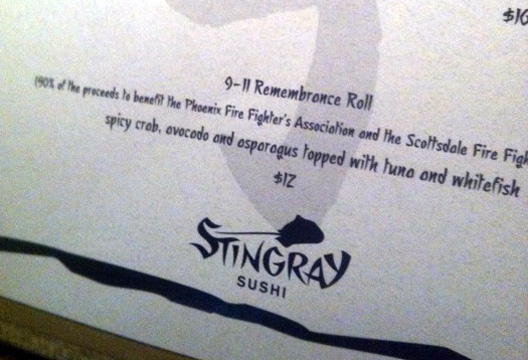 $1
9-11 Remembrance Roll
(90% of the proceeds to benefit the Phoenix Fire Fighter's Association and the Scottsdale Fire
spicy crab, avocado and asparagus topped with tuna and whitefish
$12
STINGRAY
SUSHI